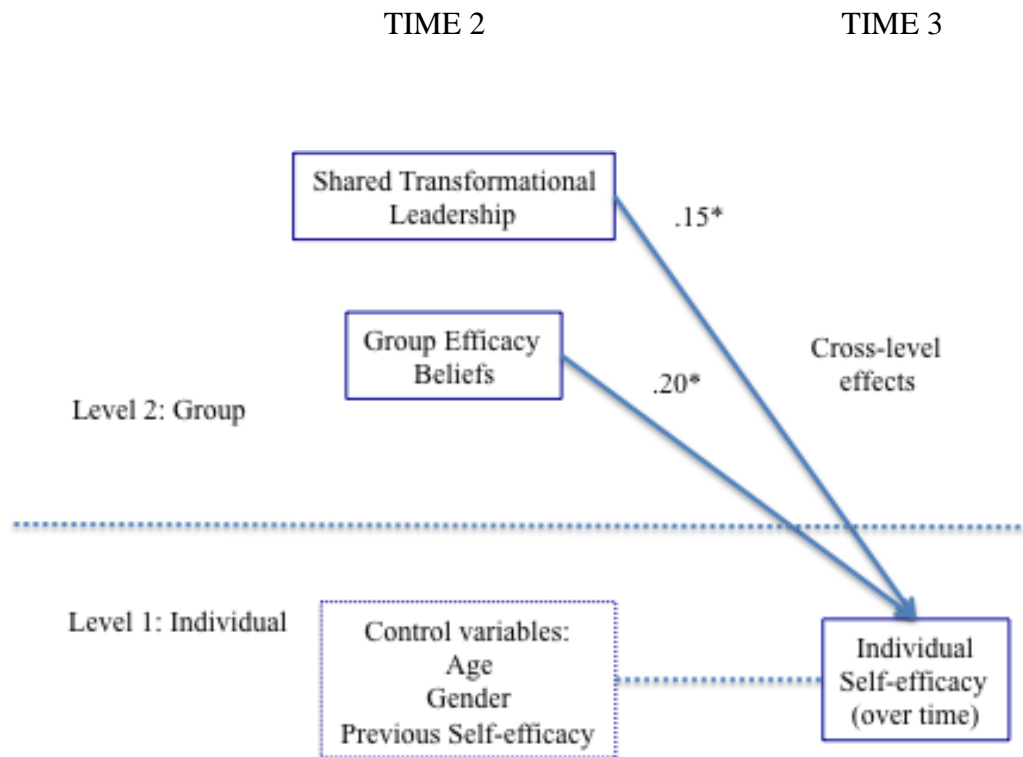 TIME 2
TIME 3
Shared Transformational
Leadership
.15*
Group Efficacy
Beliefs
.20*
Cross-level
effects
Level 2: Group
Level 1: Individual
Control variables:
Age
Gender
Previous Self-efficacy
Individual
Self-efficacy
(over time)